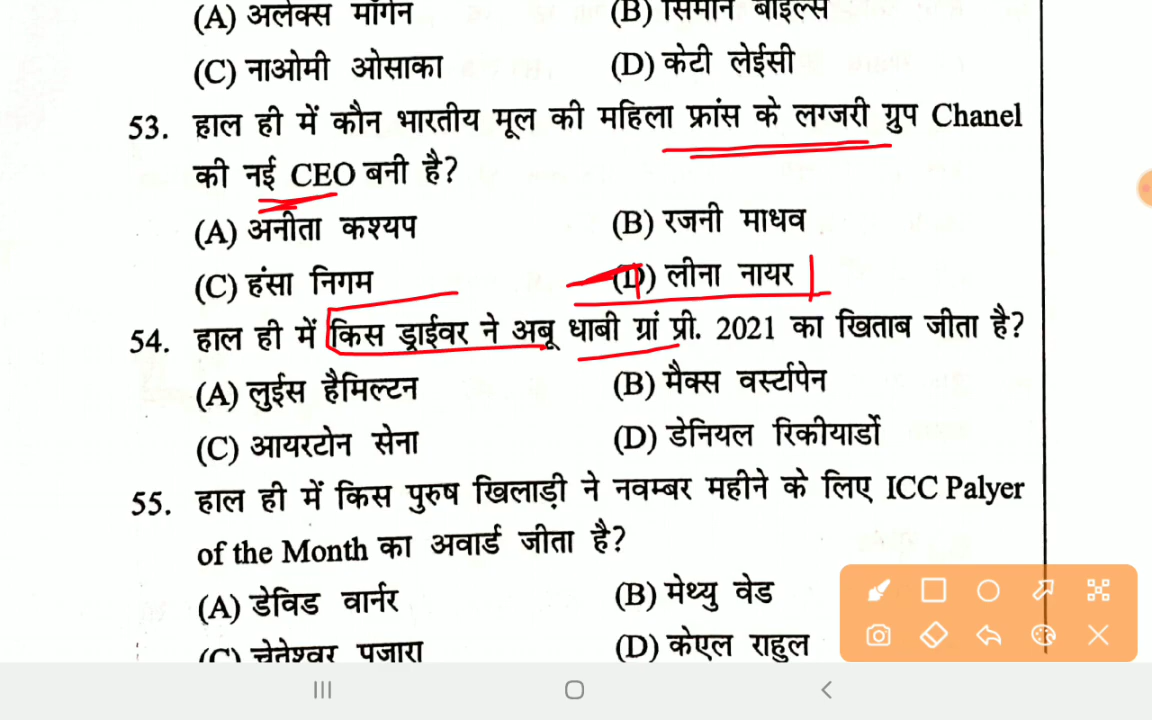 (A) अलेक्स मॉर्गन (B) सिमोन बाइल्स
(C) नाओमी ओसाका (D) केटी लेईसी
53. हाल ही में कौन भारतीय मूल की महिला फ्रांस के लग्जरी ग्रुप Chanel
की नई CEO बनी है?
(A) अनीता कश्यप (B) रजनी माधव
(C) हंसा निगम (D) लीना नायर
54. हाल ही में किस ड्राईवर ने अबू धाबी ग्रां प्री. 2021 का खिताब जीता है?
(A) लुईस हैमिल्टन (B) मैक्स वर्स्टापेन
(C) आयरटोन सेना (D) डेनियल रिकीयार्डो
55. हाल ही में किस पुरुष खिलाड़ी ने नवम्बर महीने के लिए ICC Palyer
of the Month का अवार्ड जीता है?
(A) डेविड वार्नर (B) मेथ्यु वेड
(C) चेतेश्वर पुजारा (D) केएल राहुल